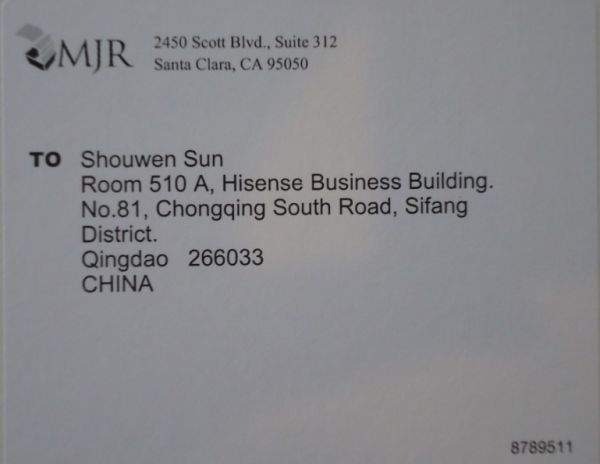 MJR
2450 Scott Blvd., Suite 312
Santa Clara, CA 95050
TO Shouwen Sun
Room 510 A, Hisense Business Building.
No.81, Chongqing South Road, Sifang
District.
Qingdao 266033
CHINA
8789511